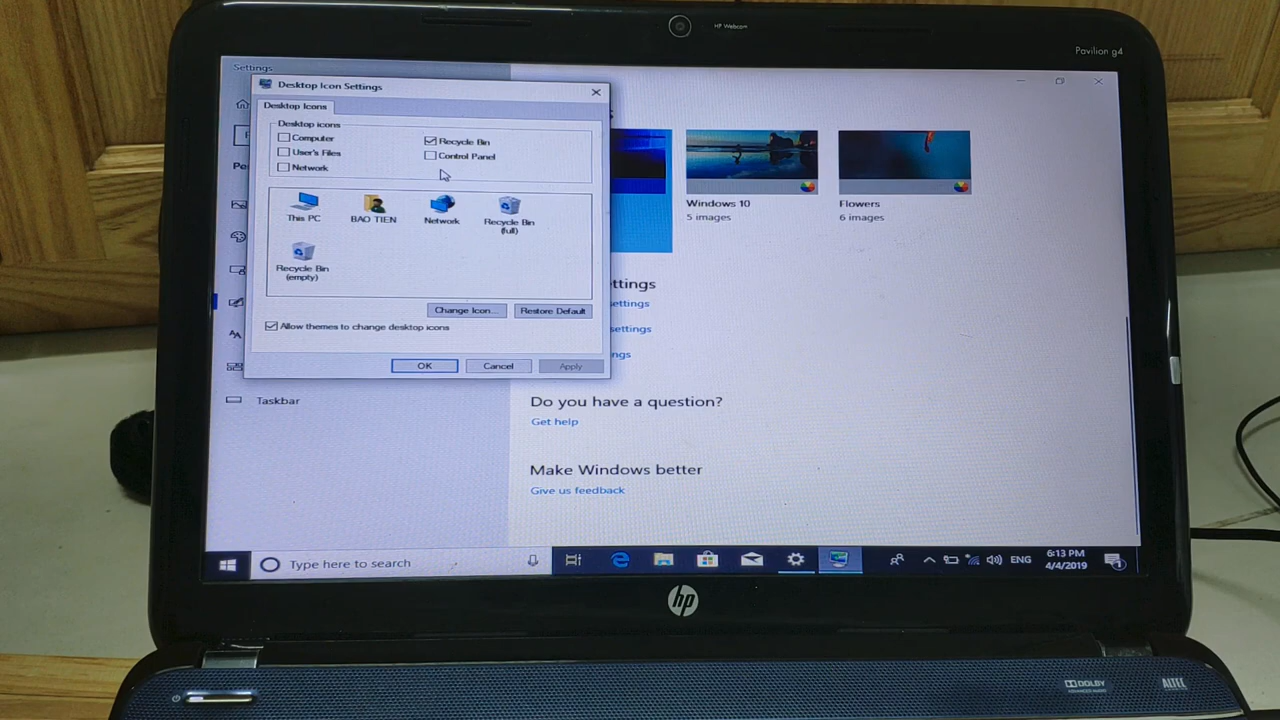 HP Webcam
Pavilion g4
Settings
Desktop Icon Settings
Desktop Icons
Desktop icons
Computer
Recycle Bin
User's Files
Control Panel
Network
This PC
BAO TIEN
Network
Recycle Bin
(full)
Recycle Bin
(empty)
Change Icon...
Restore Default
Allow themes to change desktop icons
OK
Cancel
Apply
Windows 10
5 images
Flowers
6 images
ttings
settings
settings
ngs
Taskbar
Do you have a question?
Get help
Make Windows better
Give us feedback
Type here to search
ENG
6:13 PM
4/4/2019
hp
DOLBY
ADVANCED AUDIO
ALTEC